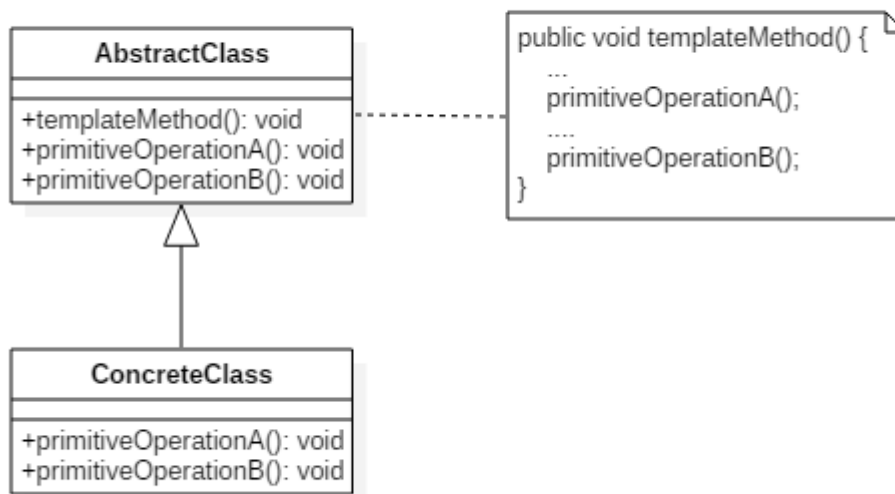 AbstractClass
+templateMethod(): void
+primitiveOperationA(): void
+primitiveOperationB(): void
public void templateMethod() {
...
primitiveOperationA();
....
primitiveOperationB();
}
ConcreteClass
+primitiveOperationA(): void
+primitiveOperationB(): void